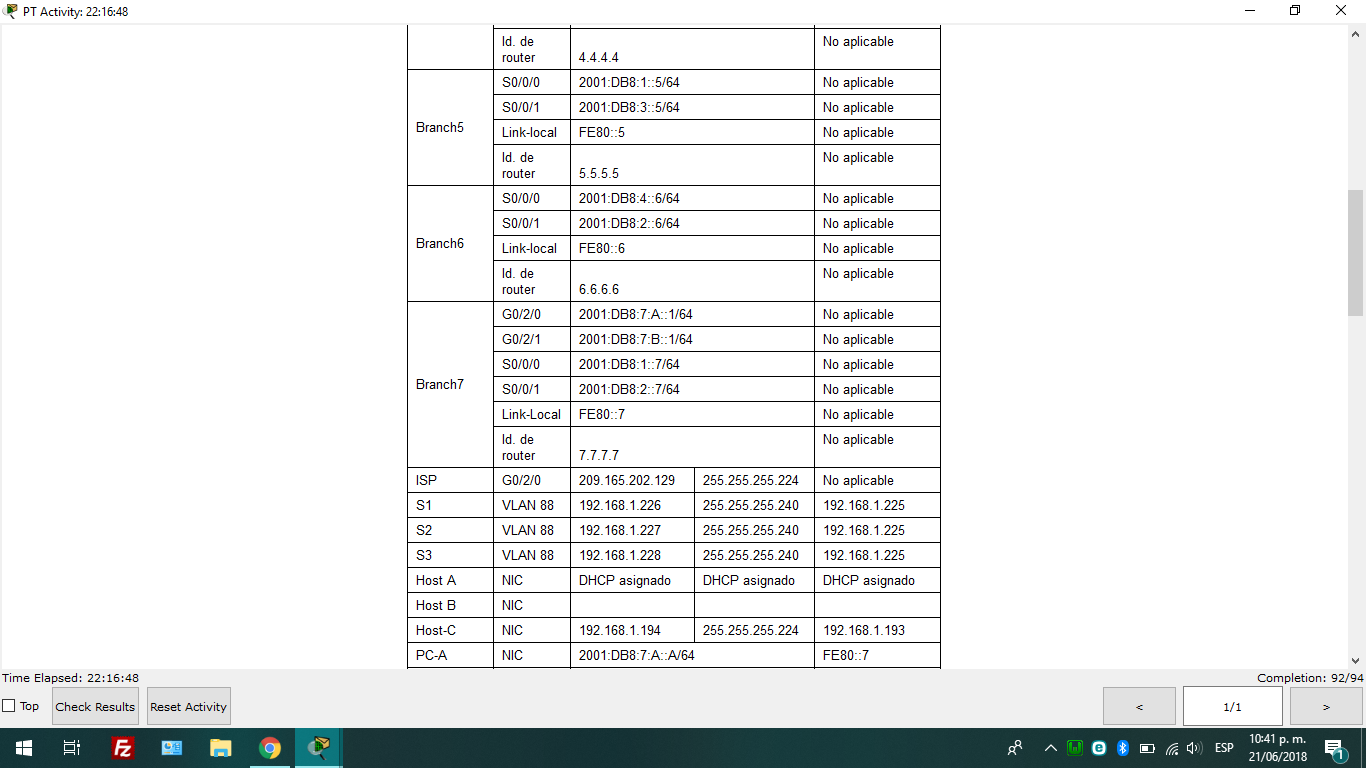 PT Activity: 22:16:48
Id. de
router
4.4.4.4
No aplicable
Branch5
S0/0/0
2001:DB8:1::5/64
No aplicable
S0/0/1
2001:DB8:3::5/64
No aplicable
Link-local
FE80::5
No aplicable
Id. de
router
5.5.5.5
No aplicable
Branch6
S0/0/0
2001:DB8:4::6/64
No aplicable
S0/0/1
2001:DB8:2::6/64
No aplicable
Link-local
FE80::6
No aplicable
Id. de
router
6.6.6.6
No aplicable
Branch7
G0/2/0
2001:DB8:7:A::1/64
No aplicable
G0/2/1
2001:DB8:7:B::1/64
No aplicable
S0/0/0
2001:DB8:1::7/64
No aplicable
S0/0/1
2001:DB8:2::7/64
No aplicable
Link-Local
FE80::7
No aplicable
Id. de
router
7.7.7.7
No aplicable
ISP G0/2/0 209.165.202.129 255.255.255.224 No aplicable
S1 VLAN 88 192.168.1.226 255.255.255.240 192.168.1.225
S2 VLAN 88 192.168.1.227 255.255.255.240 192.168.1.225
S3 VLAN 88 192.168.1.228 255.255.255.240 192.168.1.225
Host A NIC DHCP asignado DHCP asignado DHCP asignado
Host B NIC
Host-C NIC 192.168.1.194 255.255.255.224 192.168.1.193
PC-A NIC 2001:DB8:7:A::A/64 FE80::7
Time Elapsed: 22:16:48
Completion: 92/94
Top
Check Results
Reset Activity
<
1/1
>
Fz
ESP
10:41 p. m.
21/06/2018
1